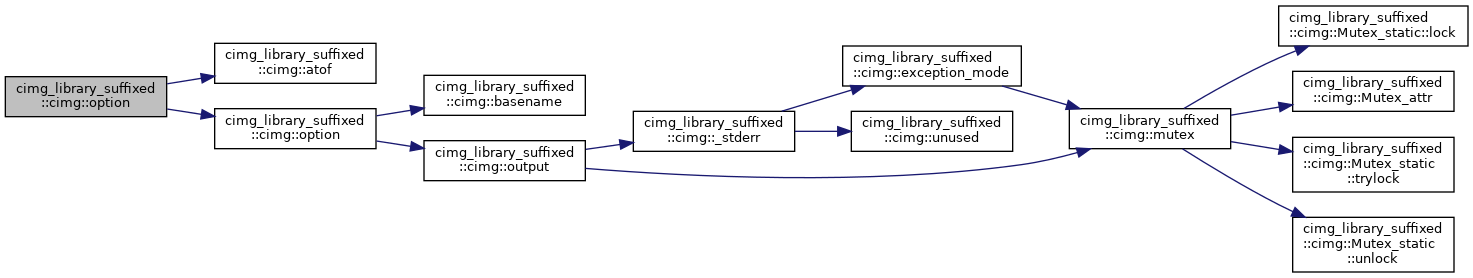 cimg_library_suffixed
::cimg::option
cimg_library_suffixed
::cimg::atof
cimg_library_suffixed
::cimg::option
cimg_library_suffixed
::cimg::basename
cimg_library_suffixed
::cimg::output
cimg_library_suffixed
::cimg::_stderr
cimg_library_suffixed
::cimg::exception_mode
cimg_library_suffixed
::cimg::unused
cimg_library_suffixed
::cimg::mutex
cimg_library_suffixed
::cimg::Mutex_static::lock
cimg_library_suffixed
::cimg::Mutex_attr
cimg_library_suffixed
::cimg::Mutex_static
::trylock
cimg_library_suffixed
::cimg::Mutex_static
::unlock